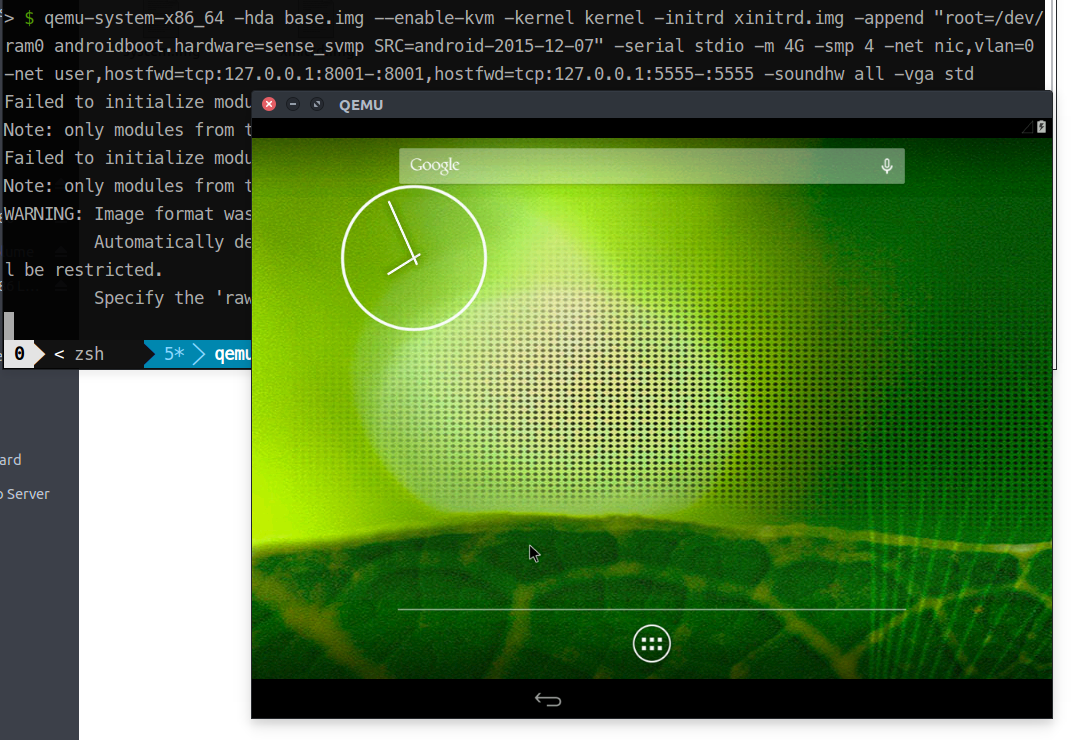 > $ qemu-system-x86_64 -hda base.img --enable-kvm -kernel kernel -initrd xinitrd.img -append "root=/dev/
ram0 androidboot.hardware=sense_svmp SRC=android-2015-12-07" -serial stdio -m 4G -smp 4 -net nic,vlan=0
-net user,hostfwd=tcp:127.0.0.1:8001-:8001,hostfwd=tcp:127.0.0.1:5555-:5555 -soundhw all -vga std
Failed to initialize modu
Note: only modules from t
Failed to initialize modu
Note: only modules from t
WARNING: Image format was
Automatically de
l be restricted.
Specify the 'raw
0 < zsh 5* qemu
QEMU
Google
ard
o Server